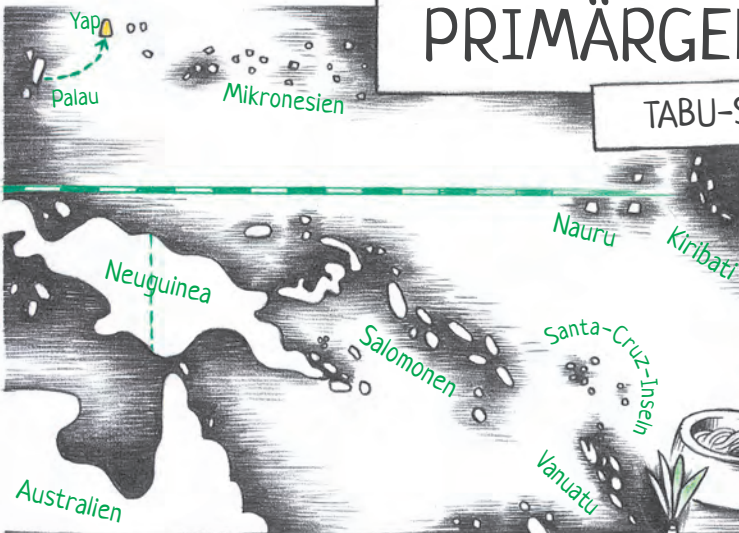 PRIMÄRGE
TABU-S
Yap
Palau
Mikronesien
Nauru
Kiribati
Neuguinea
Salomonen
Santa-Cruz-Inseln
Vanuatu
Australien